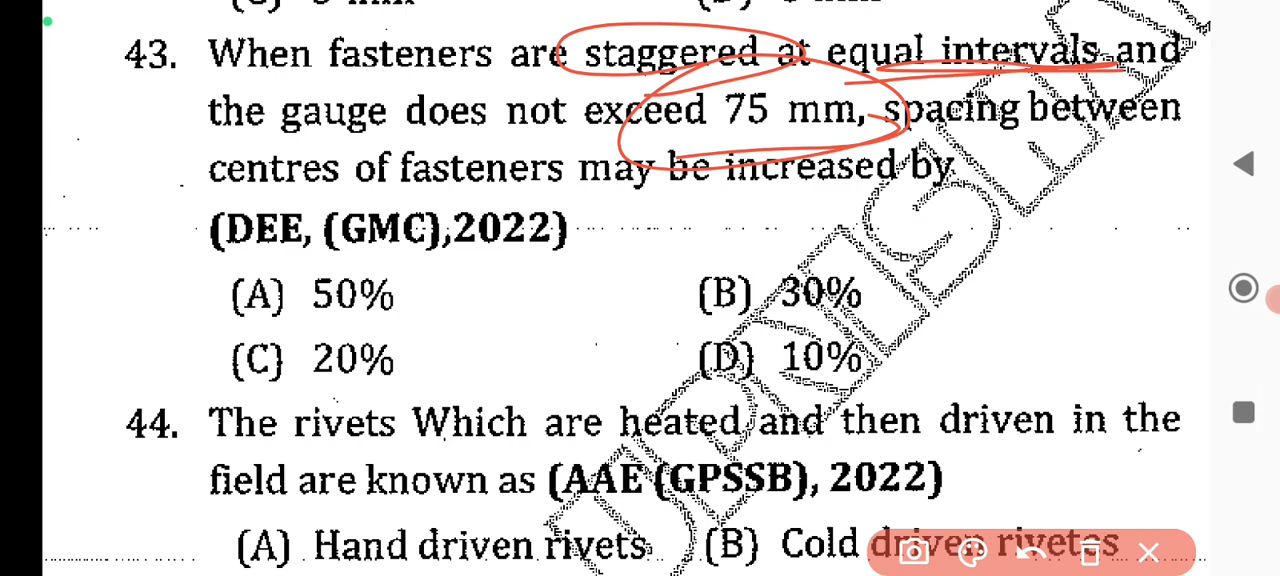 43. When fasteners are staggered at equal intervals and
the gauge does not exceed 75 mm, spacing between
centres of fasteners may be increased by
(DEE, (GMC),2022)
(A) 50% (B) 30%
(C) 20% (D) 10%
44. The rivets Which are heated and then driven in the
field are known as (AAE (GPSSB), 2022)
(A) Hand driven rivets (B) Cold driven rivetes